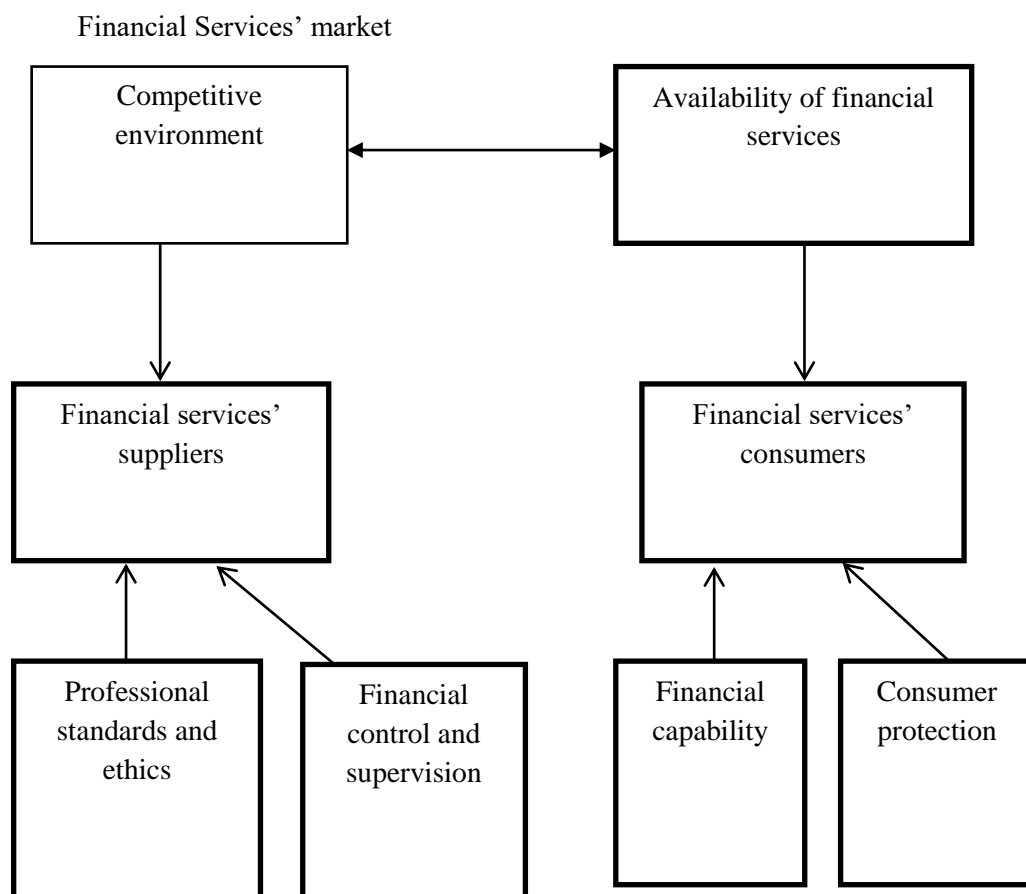 Financial Services’ market
Competitive
environment
Availability of financial
services
Financial services’
suppliers
Financial services’
consumers
Professional
standards and
ethics
Financial
control and
supervision
Financial
capability
Consumer
protection